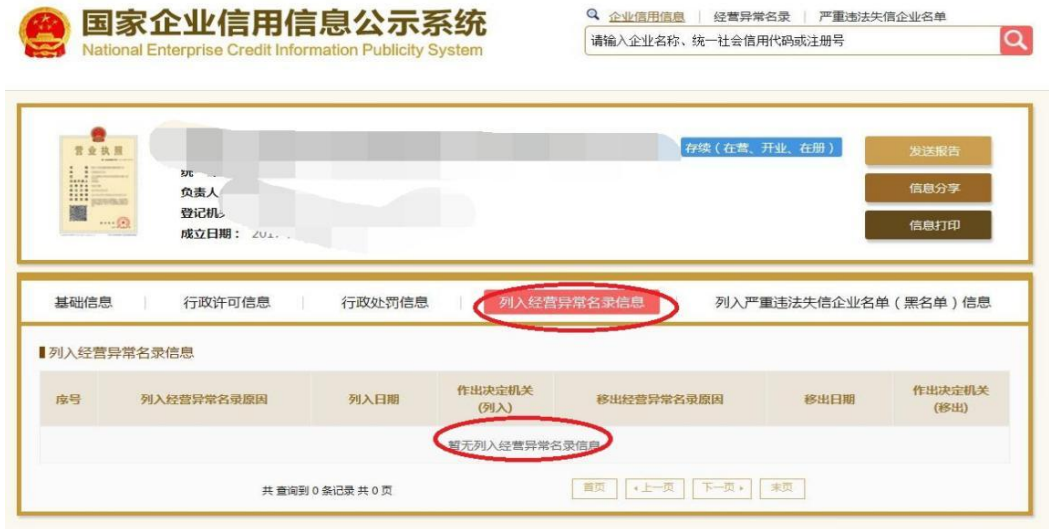 国家企业信用信息公示系统
National Enterprise Credit Information Publicity System
企业信用信息 | 经营异常名录 | 严重违法失信企业名单
请输入企业名称、统一社会信用代码或注册号
营业执照
存续（在营、开业、在册）
发送报告
统一
负责人
信息分享
登记机
成立日期： 201
信息打印
基础信息 | 行政许可信息 | 行政处罚信息 | 列入经营异常名录信息 列入严重违法失信企业名单（黑名单）信息
列入经营异常名录信息
序号 列入经营异常名录原因 列入日期 作出决定机关(列入) 移出经营异常名录原因 移出日期 作出决定机关(移出)
暂无列入经营异常名录信息
共 查询到 0 条记录 共 0 页 首页 ◂上一页 下一页▸ 末页